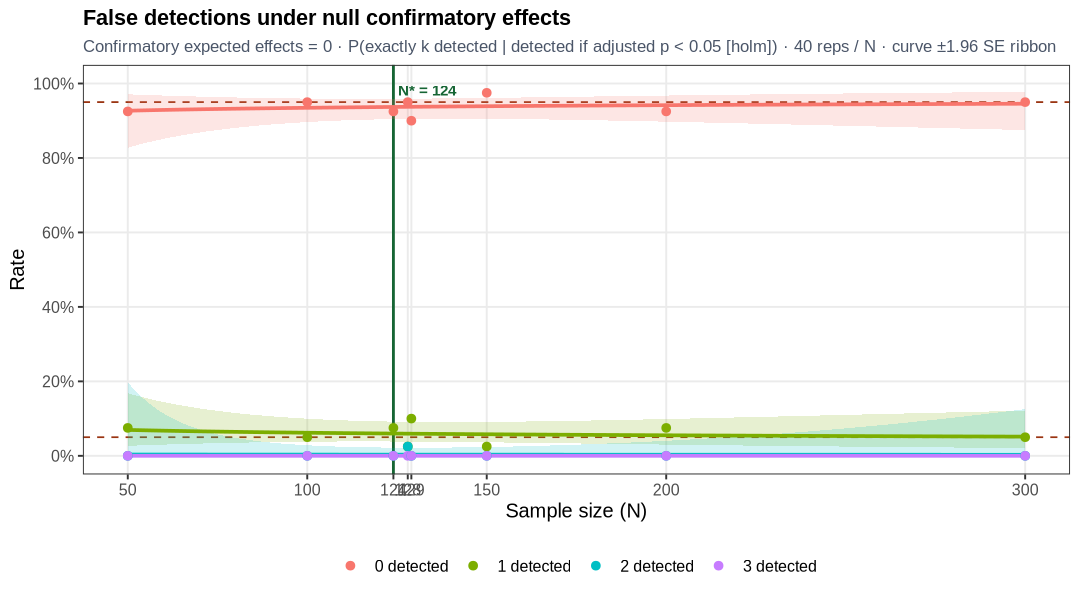 False detections under null confirmatory effects
Confirmatory expected effects = 0 · P(exactly k detected | detected if adjusted p < 0.05 [holm]) · 40 reps / N · curve ±1.96 SE ribbon
100%
80%
60%
40%
20%
0%
Rate
N* = 124
50
100
124
129
150
200
300
Sample size (N)
0 detected
1 detected
2 detected
3 detected